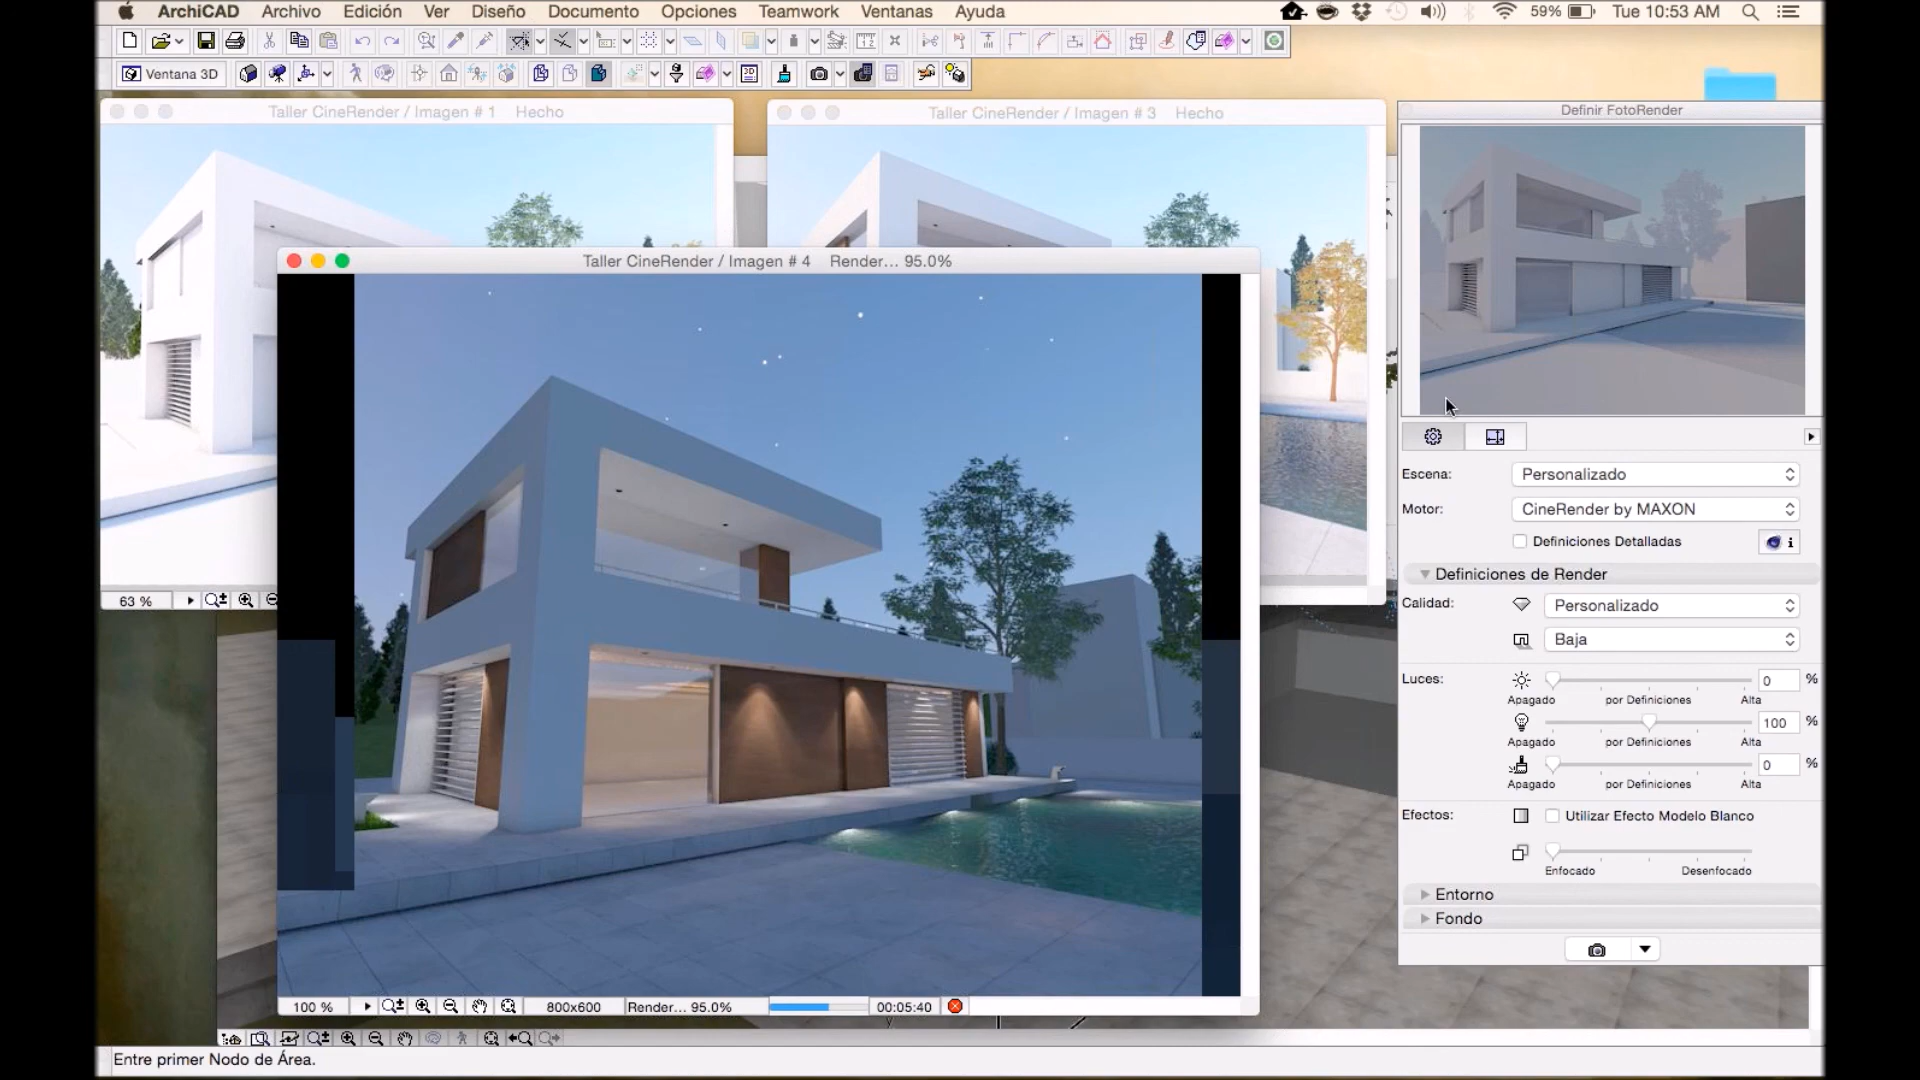 ArchiCAD Archivo Edición Ver Diseño Documento Opciones Teamwork Ventanas Ayuda 59% Tue 10:53 AM
Ventana 3D
3D
Taller CineRender / Imagen # 1 Hecho
Taller CineRender / Imagen # 3 Hecho
Definir FotoRender
Taller CineRender / Imagen # 4 Render... 95.0%
Escena: Personalizado
Motor: CineRender by MAXON
Definiciones Detalladas i
Definiciones de Render
Calidad: Personalizado
Baja
Luces: 0 %
Apagado por Definiciones Alta
100 %
Apagado por Definiciones Alta
0 %
Apagado por Definiciones Alta
Efectos: Utilizar Efecto Modelo Blanco
Enfocado Desenfocado
Entorno
Fondo
63 %
100 % 800x600 Render... 95.0% 00:05:40
Entre primer Nodo de Área.